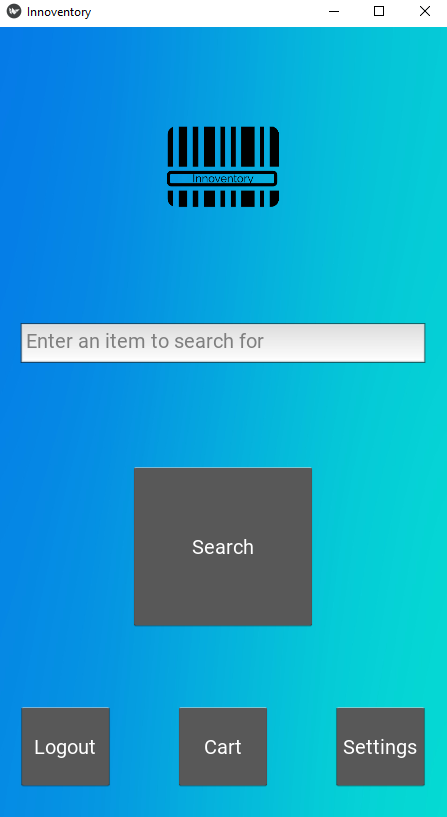 Innoventory
Innoventory
Enter an item to search for
Search
Logout
Cart
Settings